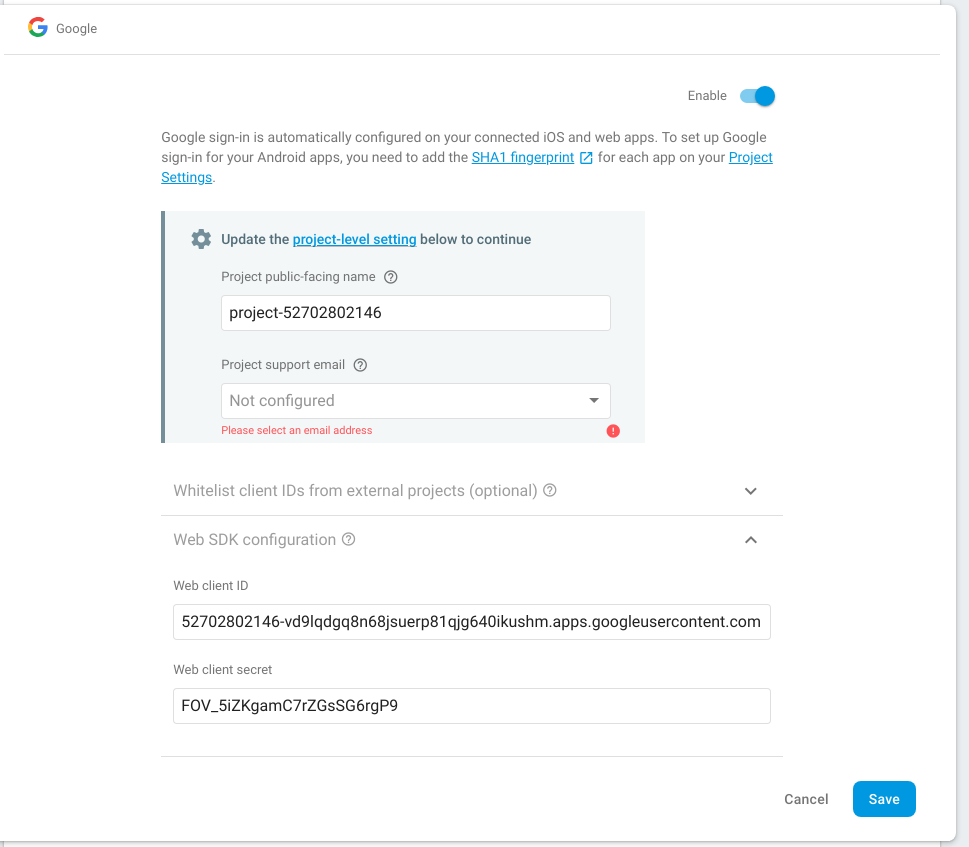 Google
Enable
Google sign-in is automatically configured on your connected iOS and web apps. To set up Google
sign-in for your Android apps, you need to add the SHA1 fingerprint for each app on your Project
Settings.
Update the project-level setting below to continue
Project public-facing name
project-52702802146
Project support email
Not configured
Please select an email address
Whitelist client IDs from external projects (optional)
Web SDK configuration
Web client ID
52702802146-vd9lqdgq8n68jsuerp81qjg640ikushm.apps.googleusercontent.com
Web client secret
FOV_5iZKgamC7rZGsSG6rgP9
Cancel
Save